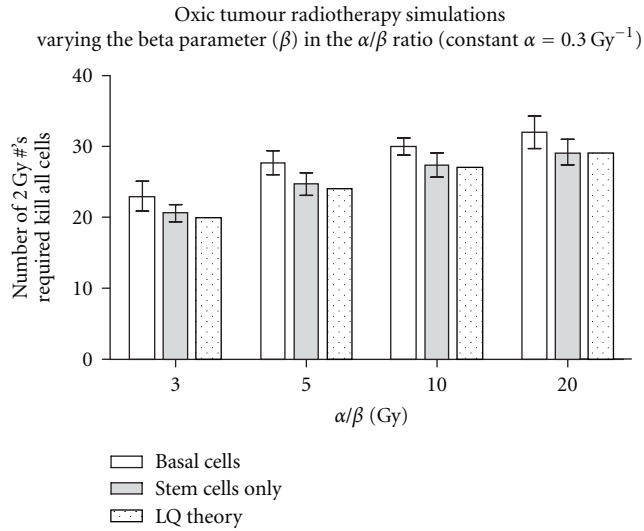 Oxic tumour radiotherapy simulations
varying the beta parameter (β) in the α/β ratio (constant α = 0.3 Gy⁻¹)
Number of 2 Gy #'s
required kill all cells
40
30
20
10
0
3 5 10 20
α/β (Gy)
Basal cells
Stem cells only
LQ theory